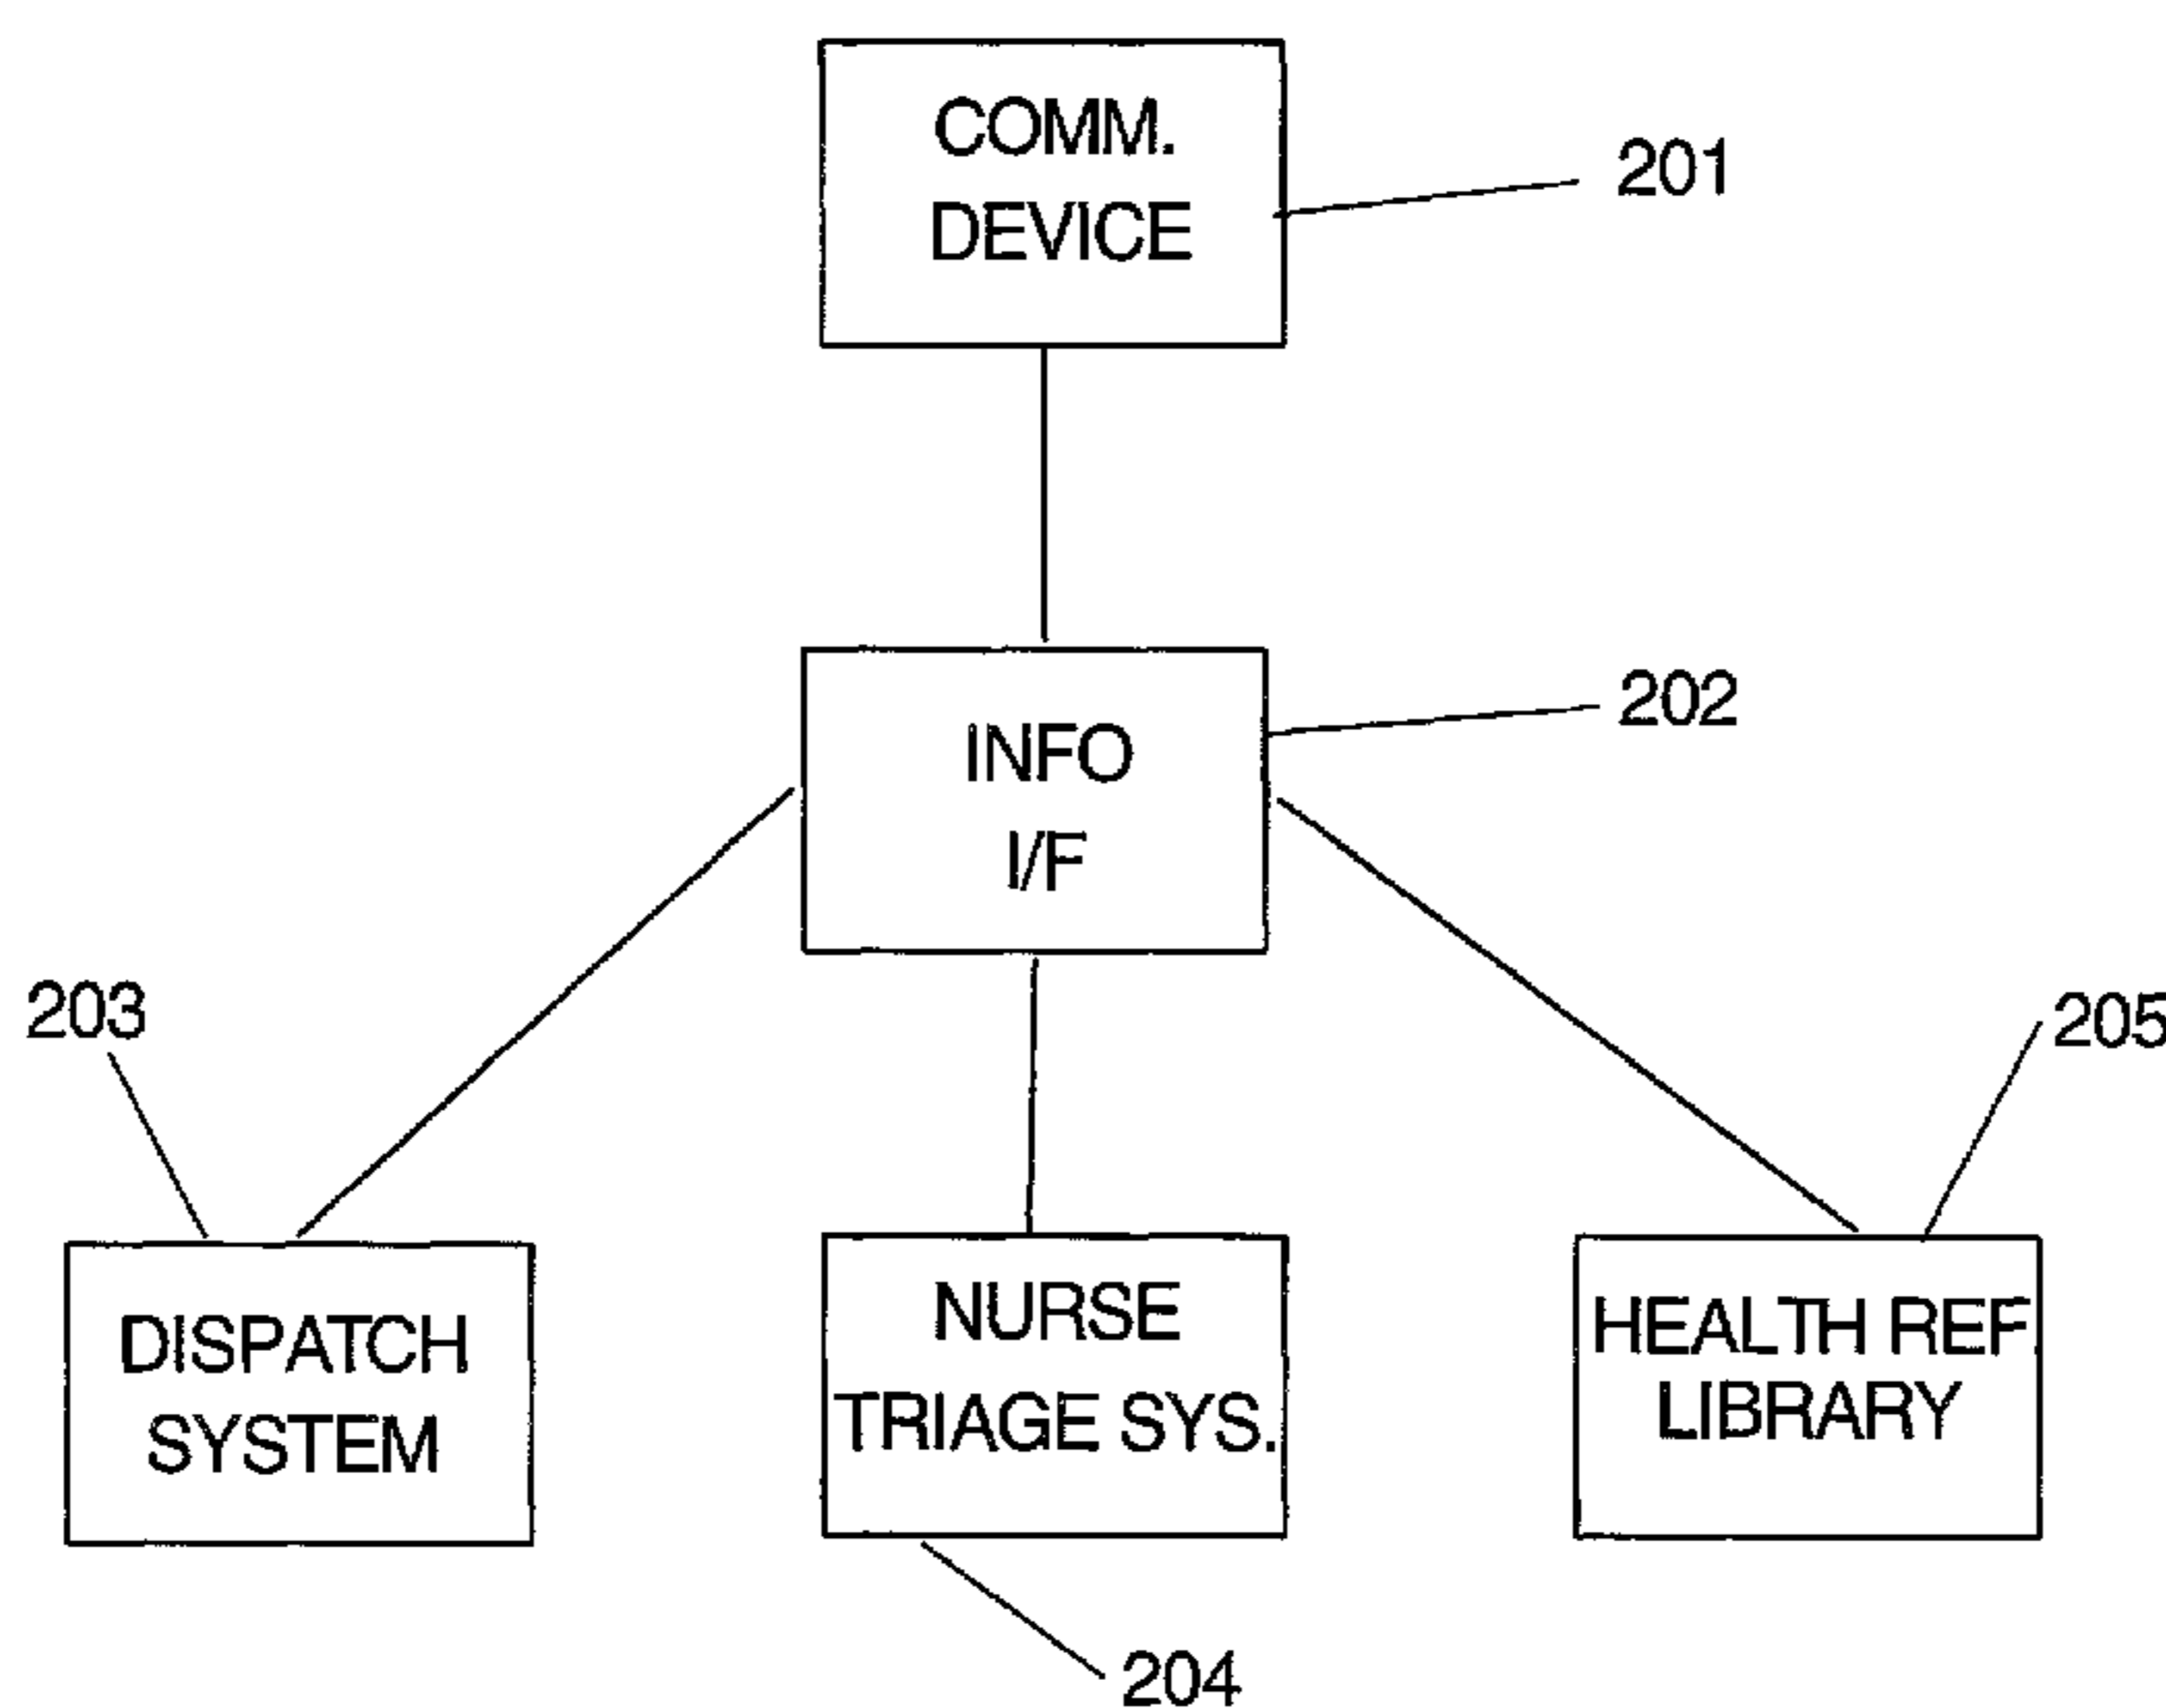 COMM.
DEVICE
201
INFO
I/F
202
203
205
DISPATCH
SYSTEM
NURSE
TRIAGE SYS.
HEALTH REF
LIBRARY
204